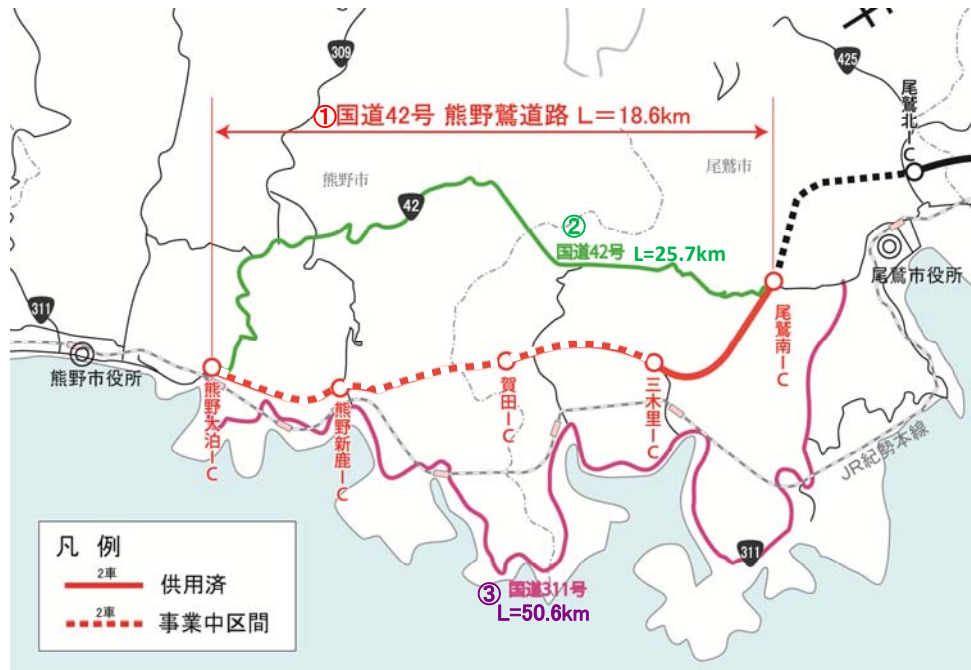 309
425
尾鷲北IC
①国道42号 熊野鷲道路 L=18.6km
熊野市
尾鷲市
42
②
国道42号 L=25.7km
尾鷲市役所
311
熊野市役所
熊野大泊IC
熊野新鹿IC
賀田IC
三木里IC
尾鷲南IC
JR紀勢本線
311
③ 国道311号
L=50.6km
凡 例
2車 供用済
2車 事業中区間